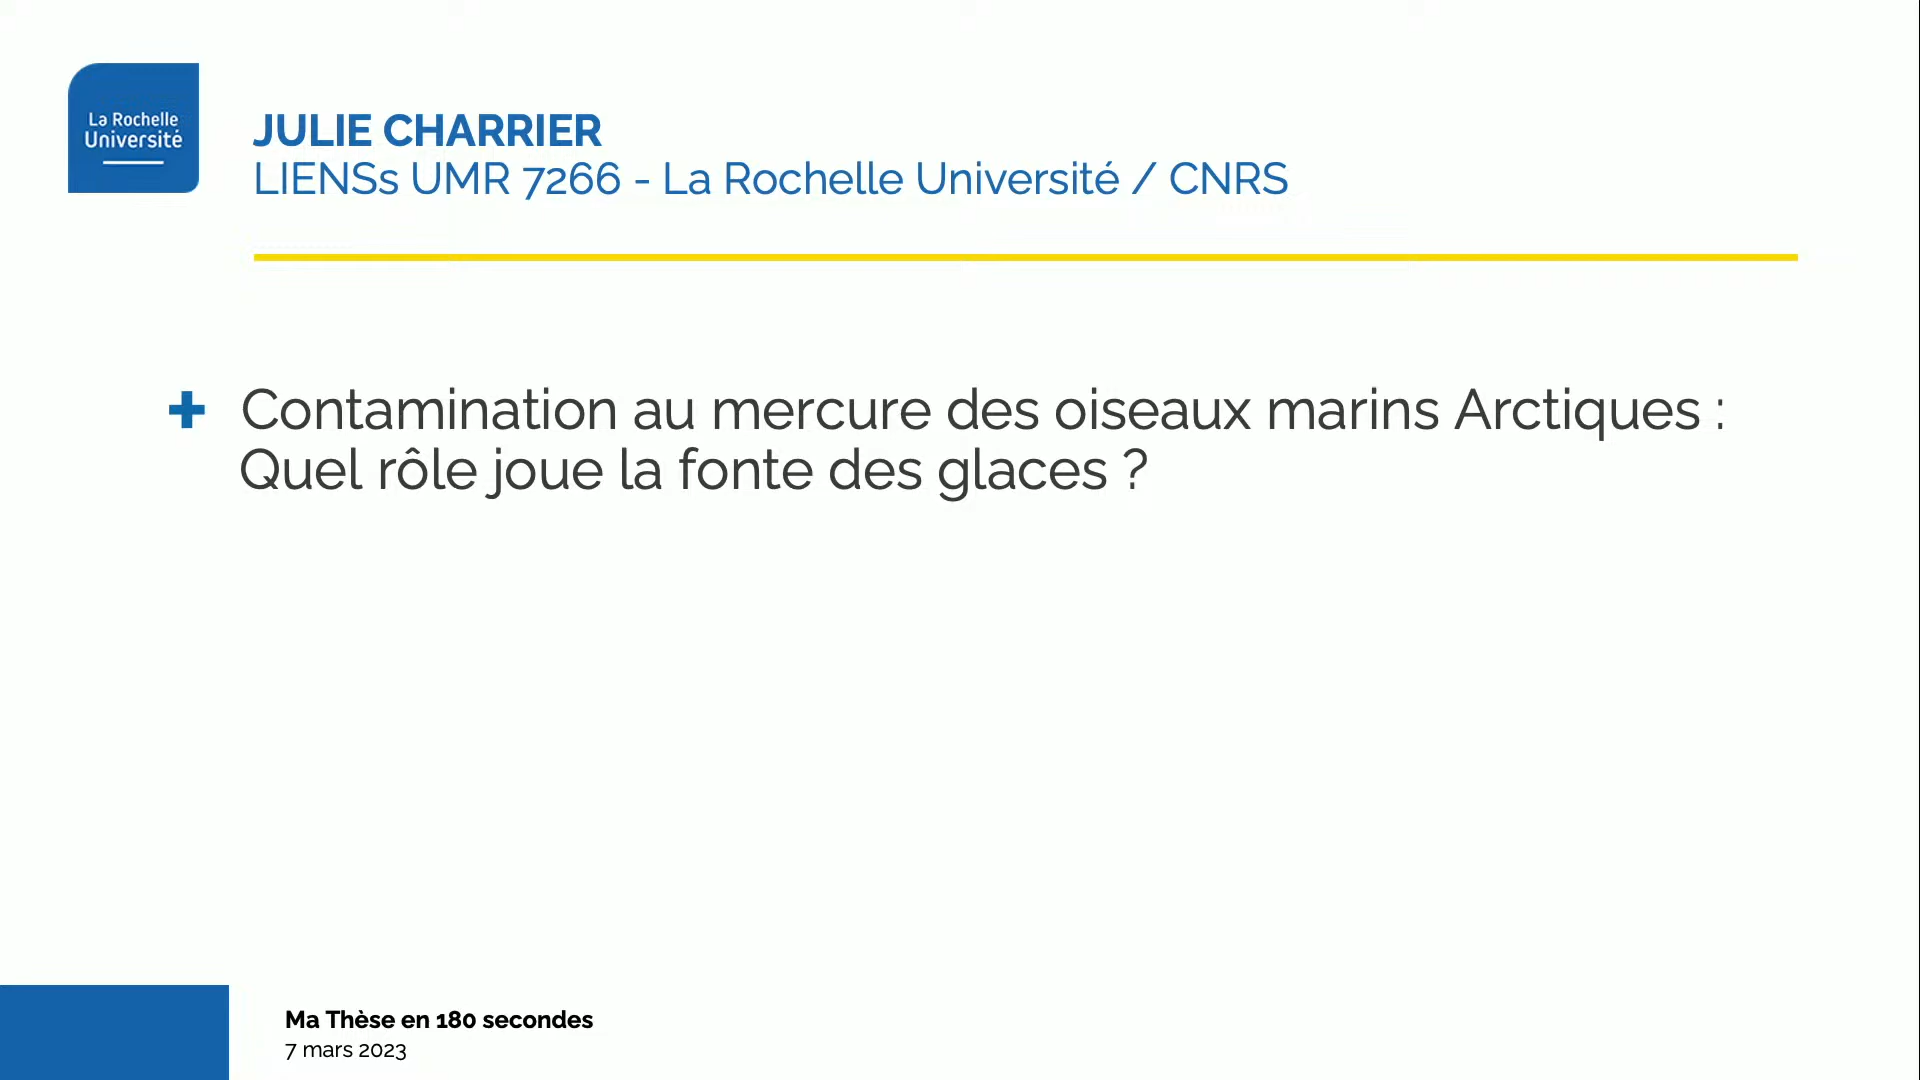 La Rochelle
Université
JULIE CHARRIER
LIENSs UMR 7266 - La Rochelle Université / CNRS
Contamination au mercure des oiseaux marins Arctiques :
Quel rôle joue la fonte des glaces ?
Ma Thèse en 180 secondes
7 mars 2023